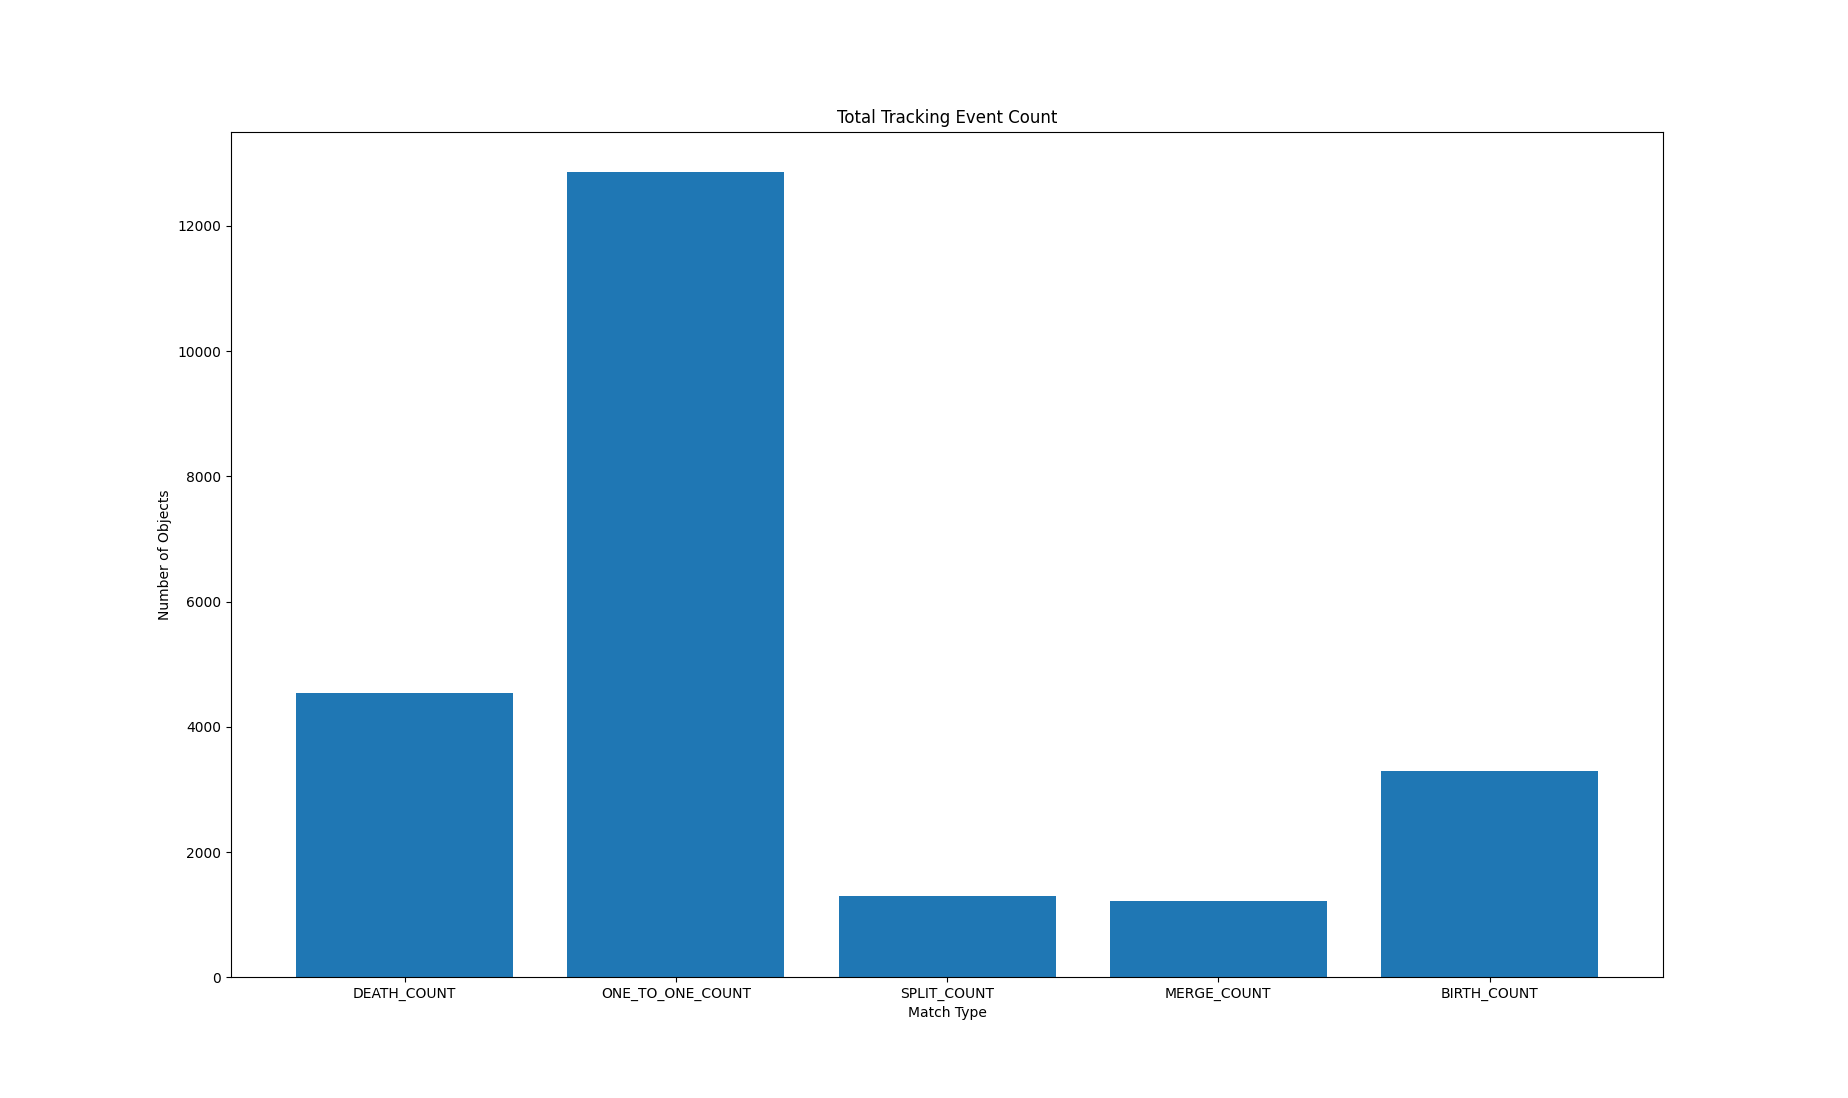 Total Tracking Event Count
12000
10000
8000
6000
4000
2000
0
Number of Objects
DEATH_COUNT
ONE_TO_ONE_COUNT
SPLIT_COUNT
MERGE_COUNT
BIRTH_COUNT
Match Type